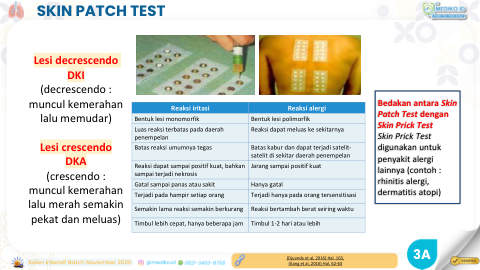 SKIN PATCH TEST
Lesi decrescendo
DKI
(decrescendo :
muncul kemerahan
lalu memudar)
Lesi crescendo
DKA
(crescendo :
muncul kemerahan
lalu merah semakin
pekat dan meluas)
Reaksi iritasi
Reaksi alergi
Bentuk lesi monomorfik
Bentuk lesi polimorfik
Luas reaksi terbatas pada daerah
penempelan
Reaksi dapat meluas ke sekitarnya
Batas reaksi umumnya tegas
Batas kabur dan dapat terjadi satelit-
satelit di sekitar daerah penempelan
Reaksi dapat sampai positif kuat, bahkan
sampai terjadi nekrosis
Jarang sampai positif kuat
Gatal sampai panas atau sakit
Hanya gatal
Terjadi pada hampir setiap orang
Terjadi hanya pada orang tersensitisasi
Semakin lama reaksi semakin berkurang
Reaksi bertambah berat seiring waktu
Timbul lebih cepat, hanya beberapa jam
Timbul 1-2 hari atau lebih
Bedakan antara Skin
Patch Test dengan
Skin Prick Test
Skin Prick Test
digunakan untuk
penyakit alergi
lainnya (contoh :
rhinitis alergi,
dermatitis atopi)
3A